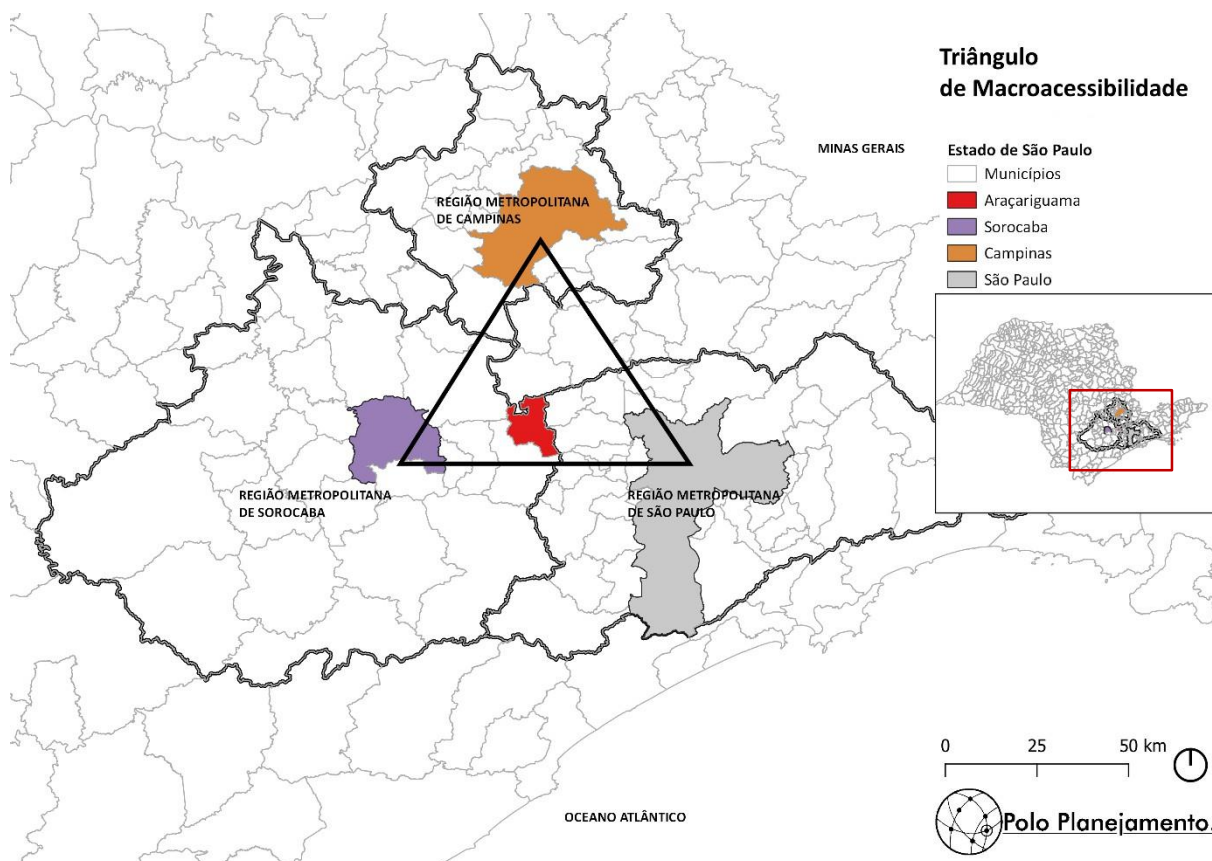 Triângulo
de Macroacessibilidade
MINAS GERAIS
Estado de São Paulo
Municípios
Araçariguama
Sorocaba
Campinas
São Paulo
REGIÃO METROPOLITANA
DE CAMPINAS
REGIÃO METROPOLITANA
DE SOROCABA
REGIÃO METROPOLITANA
DE SÃO PAULO
OCEANO ATLÂNTICO
0 25 50 km
Polo Planejamento.